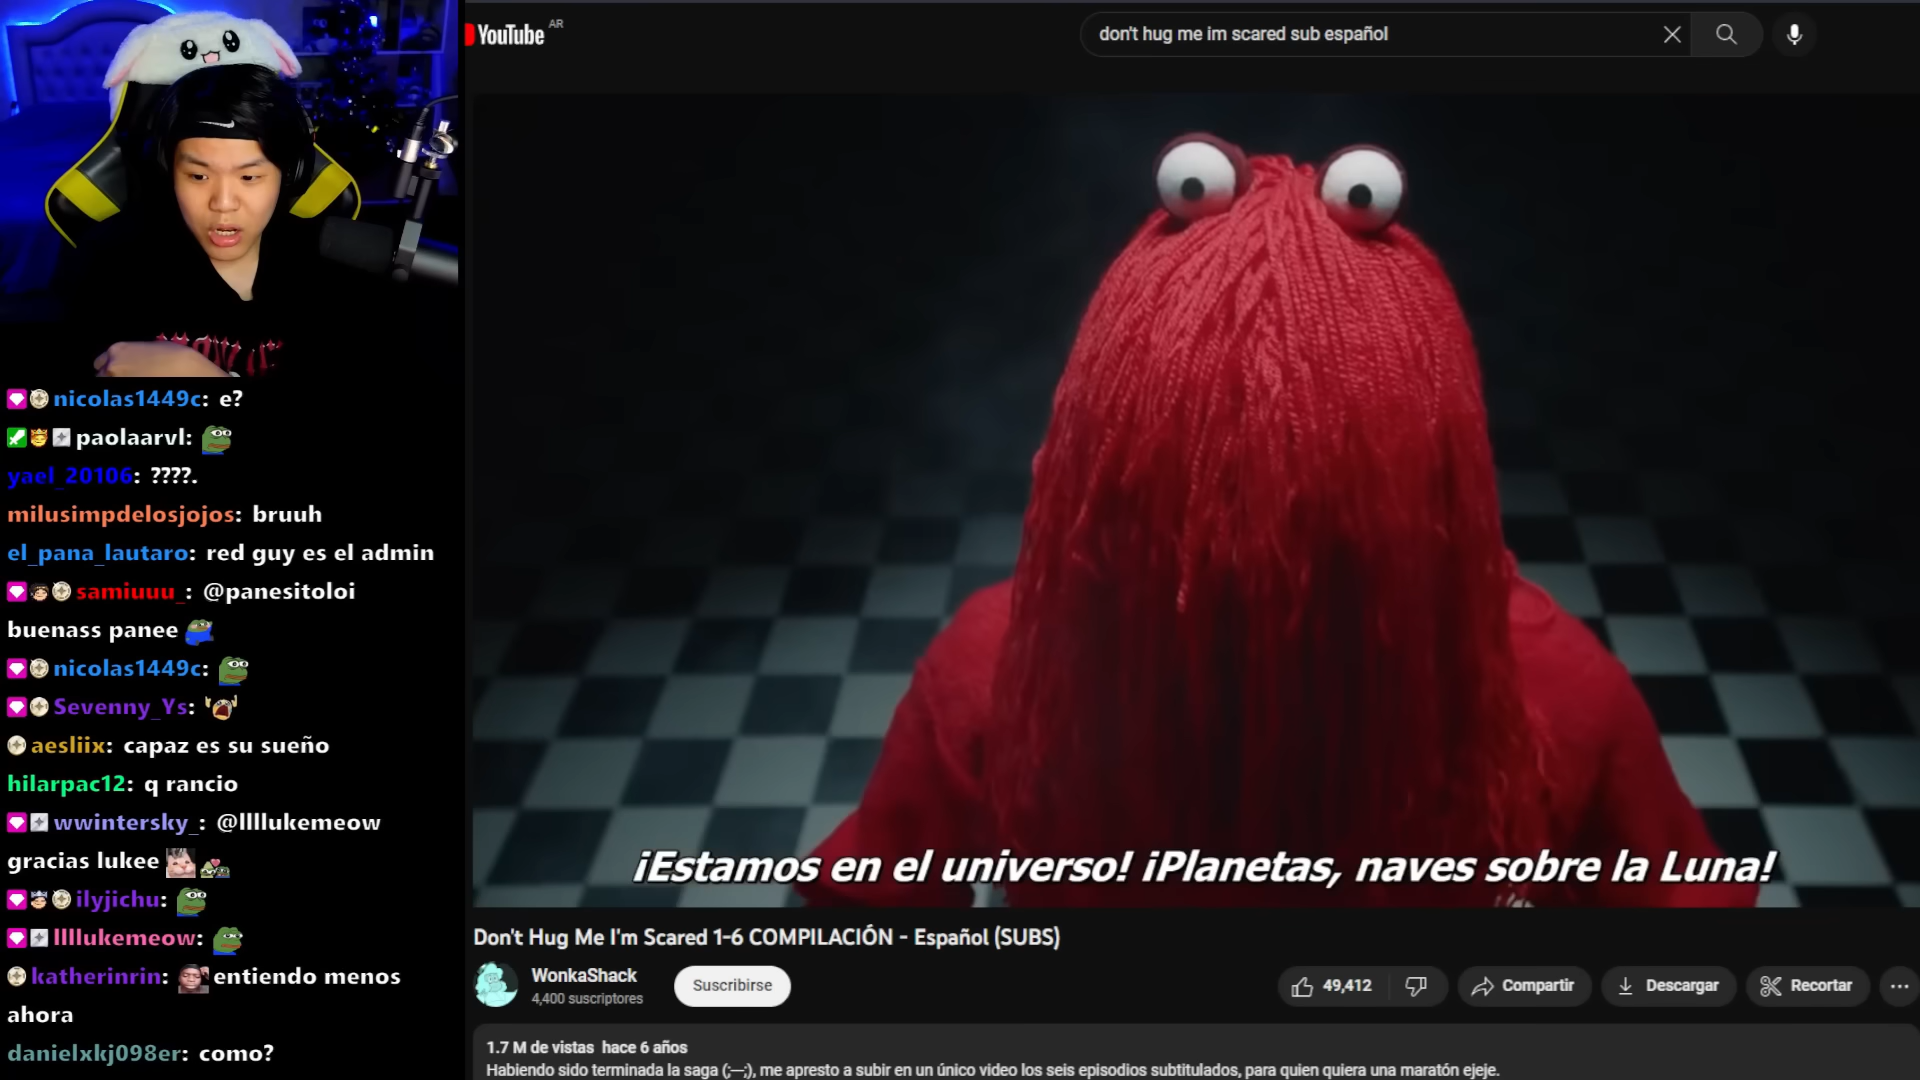 YouTube AR
don't hug me im scared sub español
nicolas1449c: e?
paolaarvl:
yael_20106: ????.
milusimpdelosjojos: bruuh
el_pana_lautaro: red guy es el admin
samiuuu_: @panesitoloi
buenass panee
nicolas1449c:
Sevenny_Ys:
aesliix: capaz es su sueño
hilarpac12: q rancio
wwintersky_: @llllukemeow
gracias lukee
ilyjichu:
llllukemeow:
katherinrin: entiendo menos
ahora
danielxkj098er: como?
¡Estamos en el universo! ¡Planetas, naves sobre la Luna!
Don't Hug Me I'm Scared 1-6 COMPILACIÓN - Español (SUBS)
WonkaShack
4,400 suscriptores
Suscribirse
49,412
Compartir
Descargar
Recortar
1.7 M de vistas hace 6 años
Habiendo sido terminada la saga (;—;), me apresto a subir en un único video los seis episodios subtitulados, para quien quiera una maratón ejeje.